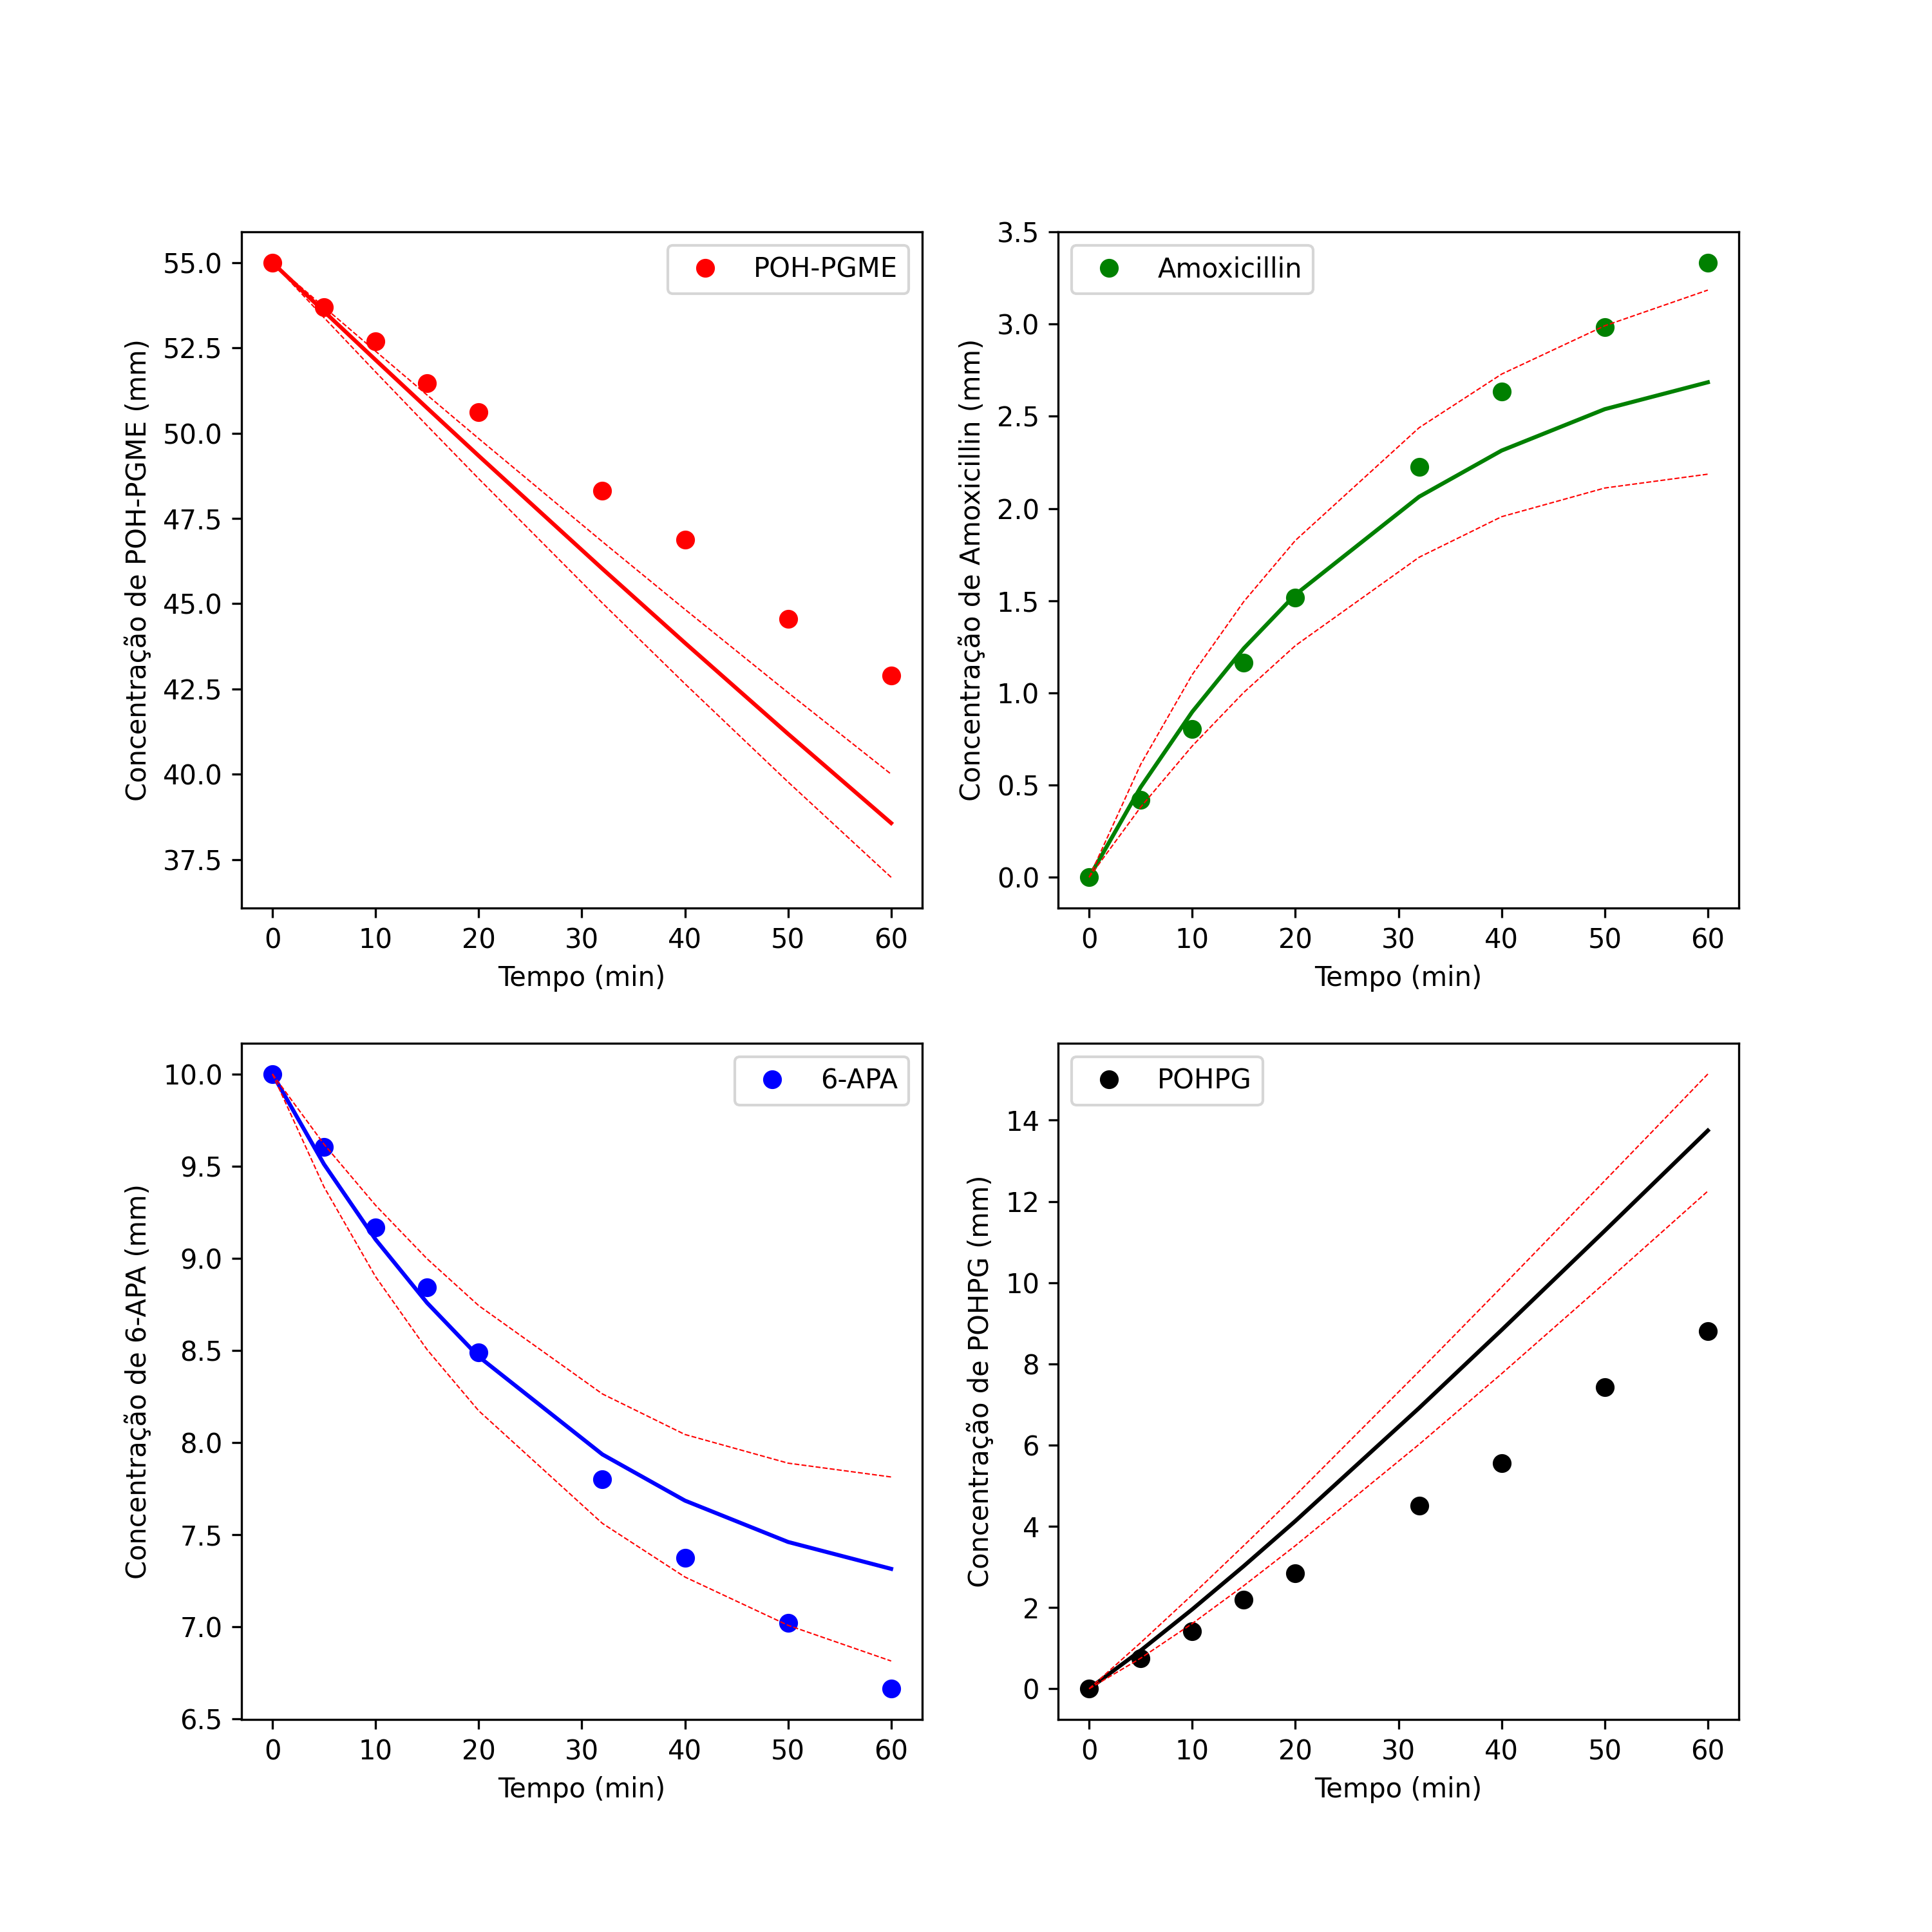 POH-PGME
Concentração de POH-PGME (mm)
55.0
52.5
50.0
47.5
45.0
42.5
40.0
37.5
0 10 20 30 40 50 60
Tempo (min)
Amoxicillin
Concentração de Amoxicillin (mm)
3.5
3.0
2.5
2.0
1.5
1.0
0.5
0.0
0 10 20 30 40 50 60
Tempo (min)
6-APA
Concentração de 6-APA (mm)
10.0
9.5
9.0
8.5
8.0
7.5
7.0
6.5
0 10 20 30 40 50 60
Tempo (min)
POHPG
Concentração de POHPG (mm)
14
12
10
8
6
4
2
0
0 10 20 30 40 50 60
Tempo (min)